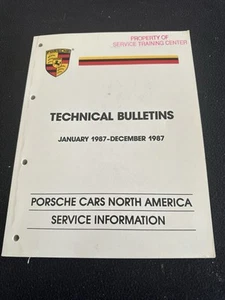 PROPERTY OF
SERVICE TRAINING CENTER
TECHNICAL BULLETINS
JANUARY 1987-DECEMBER 1987
PORSCHE CARS NORTH AMERICA
SERVICE INFORMATION